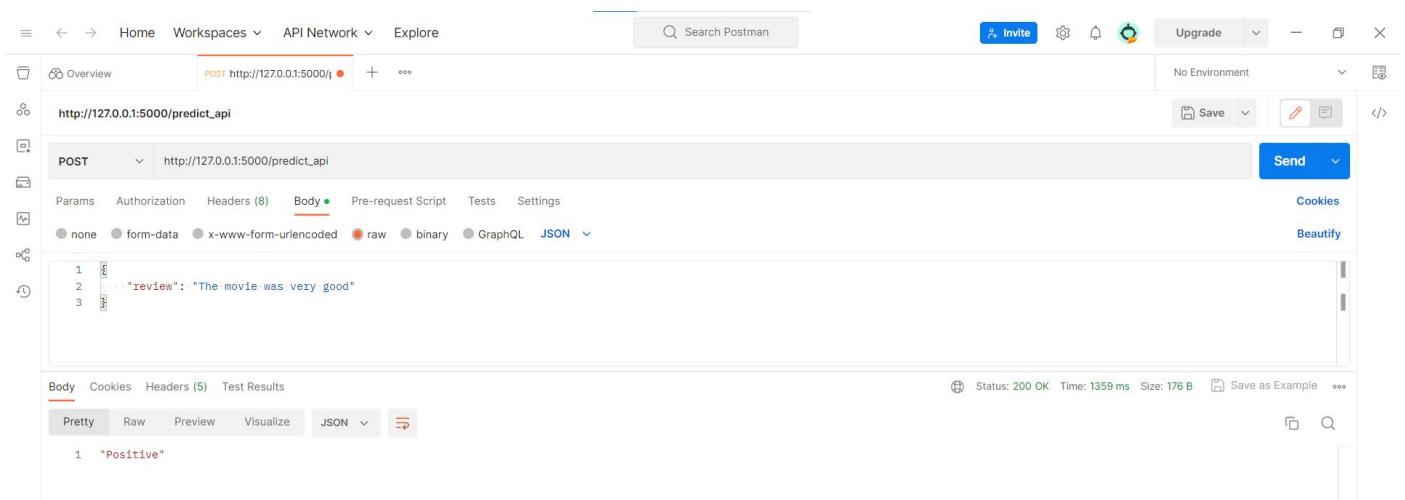 Home Workspaces API Network Explore Search Postman Invite Upgrade
Overview POST http://127.0.0.1:5000/p No Environment
http://127.0.0.1:5000/predict_api Save
POST http://127.0.0.1:5000/predict_api Send
Params Authorization Headers (8) Body Pre-request Script Tests Settings Cookies
none form-data x-www-form-urlencoded raw binary GraphQL JSON Beautify
1 {
2 "review": "The movie was very good"
3 }
Body Cookies Headers (5) Test Results Status: 200 OK Time: 1359 ms Size: 176 B Save as Example
Pretty Raw Preview Visualize JSON
1 "Positive"